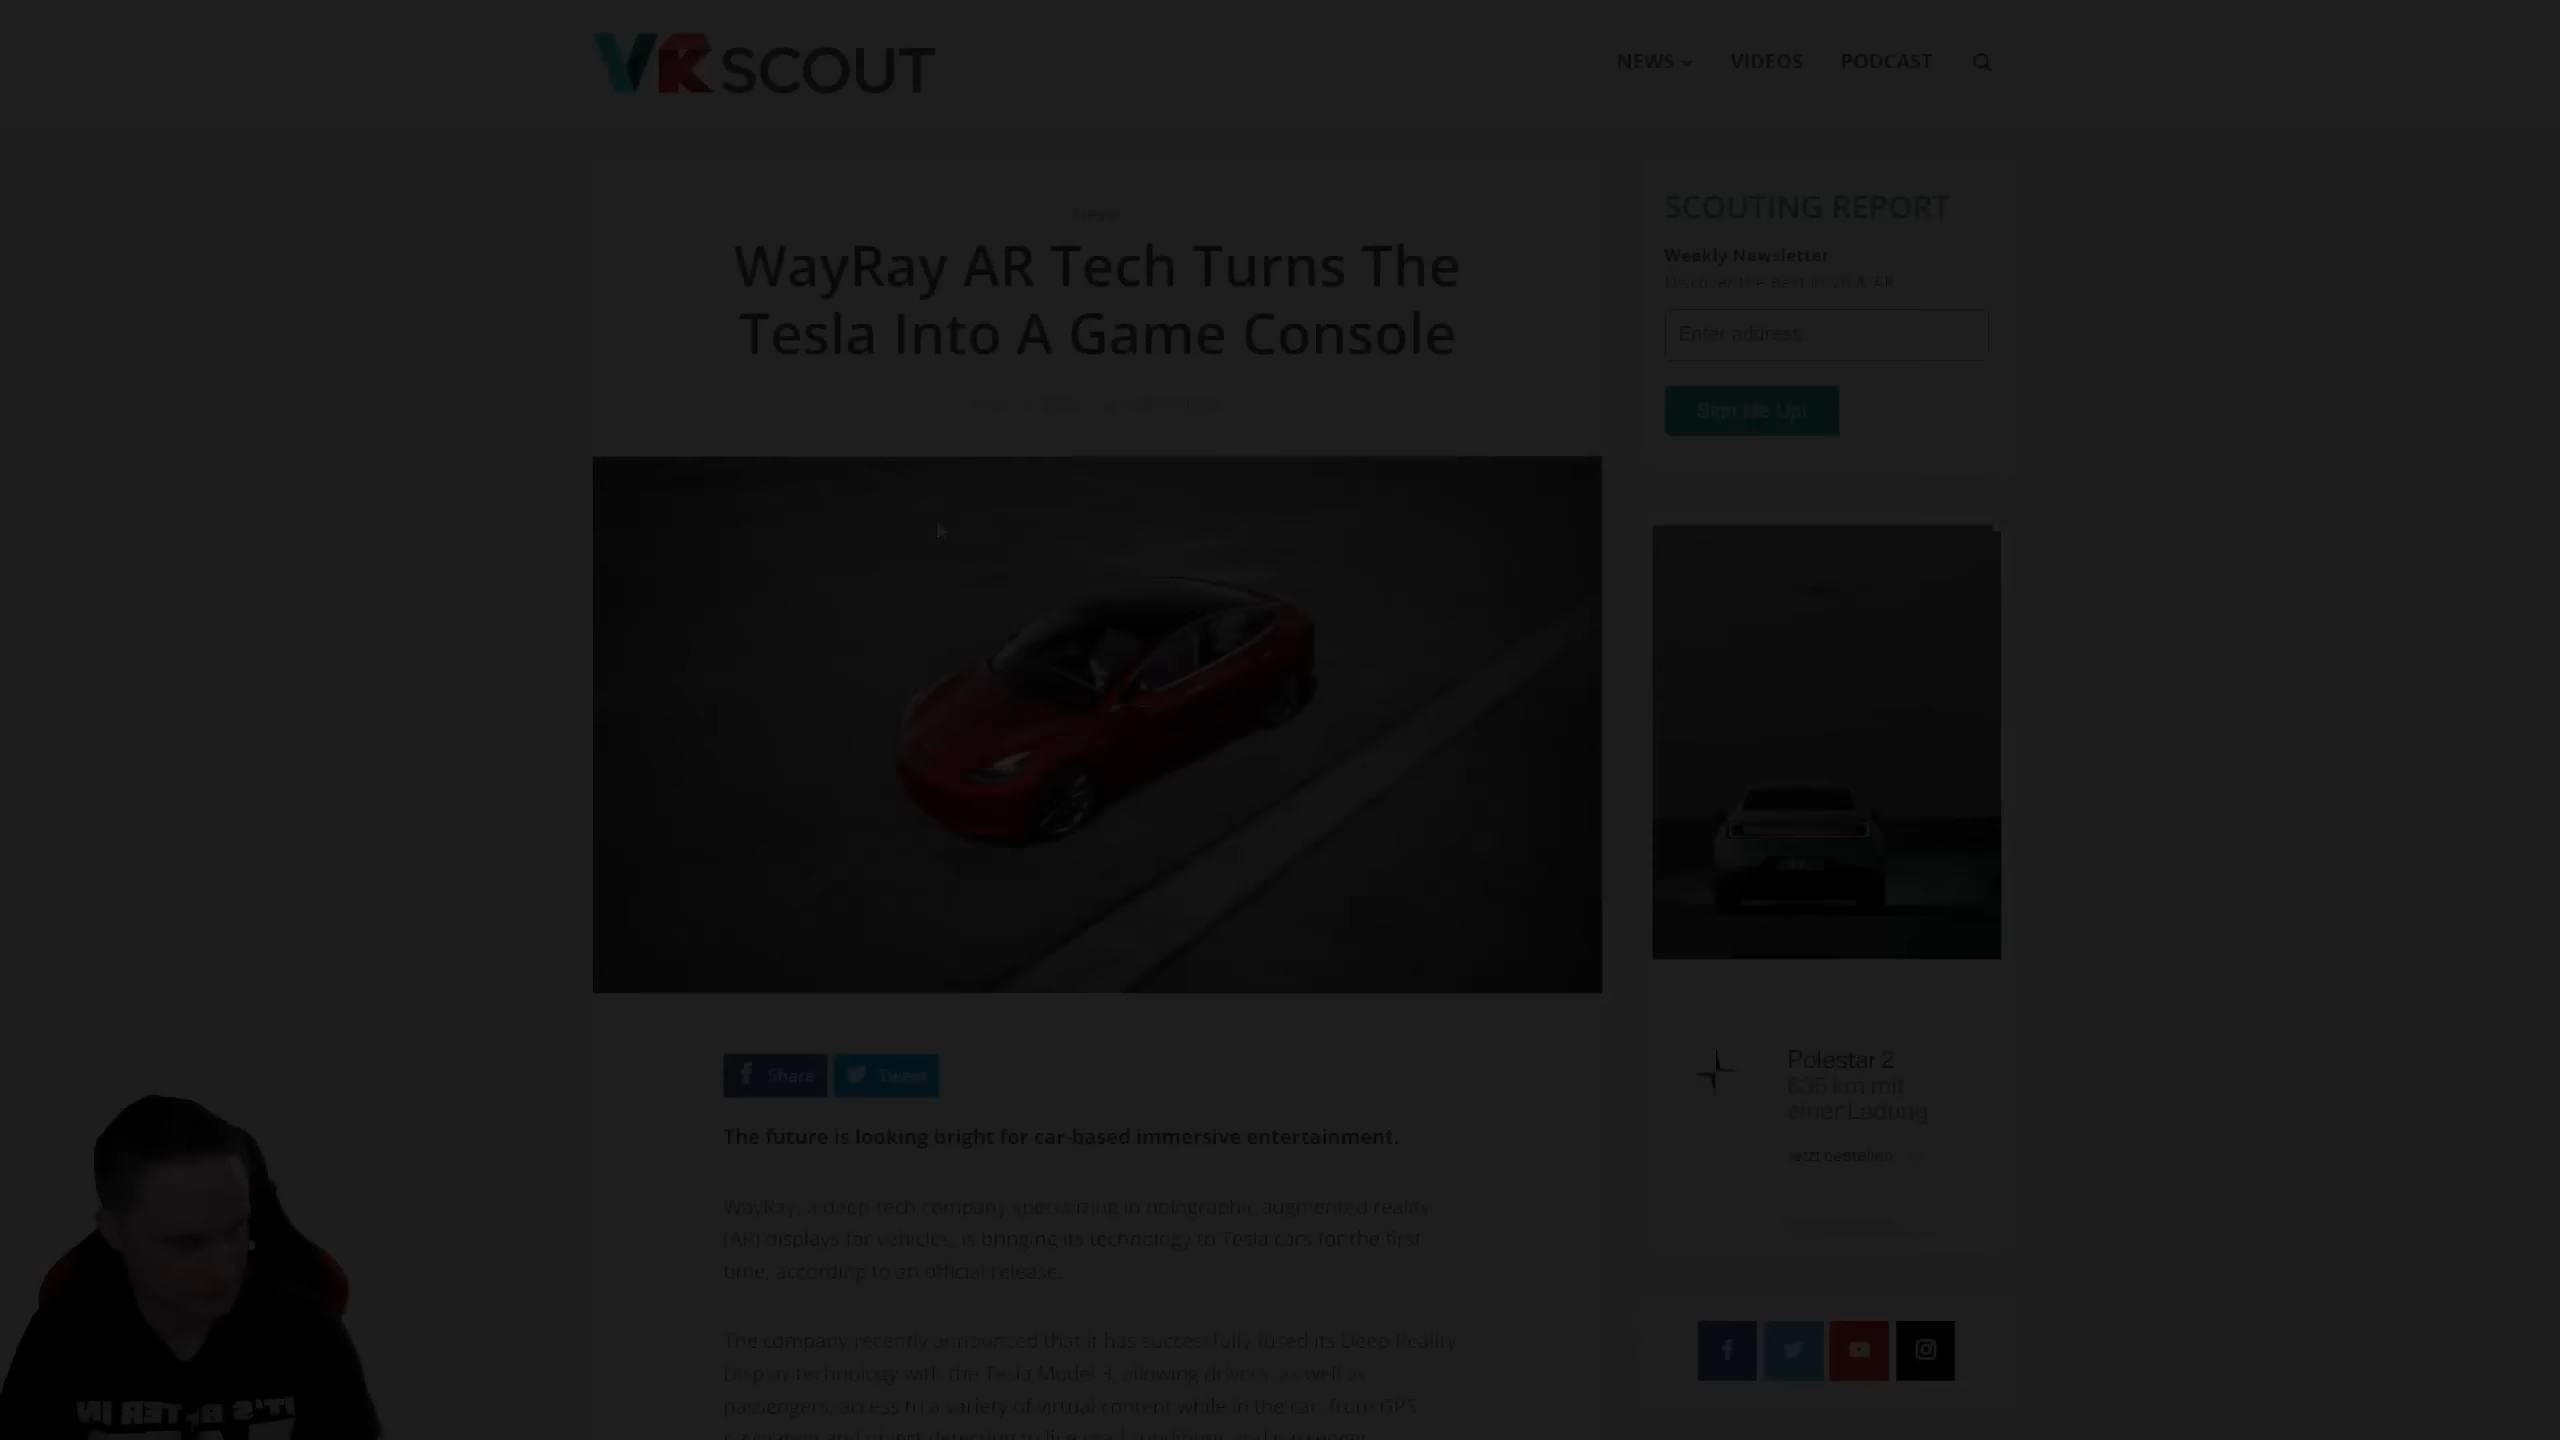 VR SCOUT
NEWS VIDEOS PODCAST
News
WayRay AR Tech Turns The
Tesla Into A Game Console
SCOUTING REPORT
Weekly Newsletter
Discover the Best in VR & AR
Enter address
Sign Me Up!
Share Tweet
The future is looking bright for car-based immersive entertainment.
WayRay, a deep-tech company specializing in holographic augmented reality
(AR) displays for vehicles, is bringing its technology to Tesla cars for the first
time, according to an official release.
The company recently announced that it has successfully fused its Deep Reality
Display technology with the Tesla Model 3, allowing drivers, as well as
passengers, access to a variety of virtual content while in the car, from GPS
Polestar 2
635 km mit
einer Ladung
Jetzt bestellen
IT'S BETTER IN